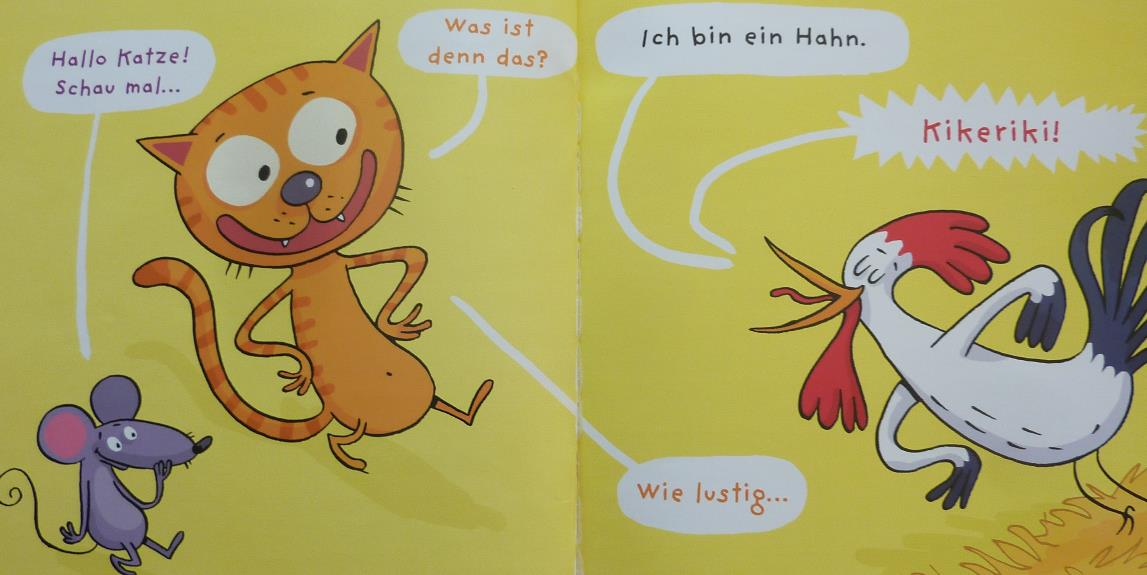 Hallo Katze!
Schau mal...
Was ist
denn das?
Ich bin ein Hahn.
Kikeriki!
Wie lustig...